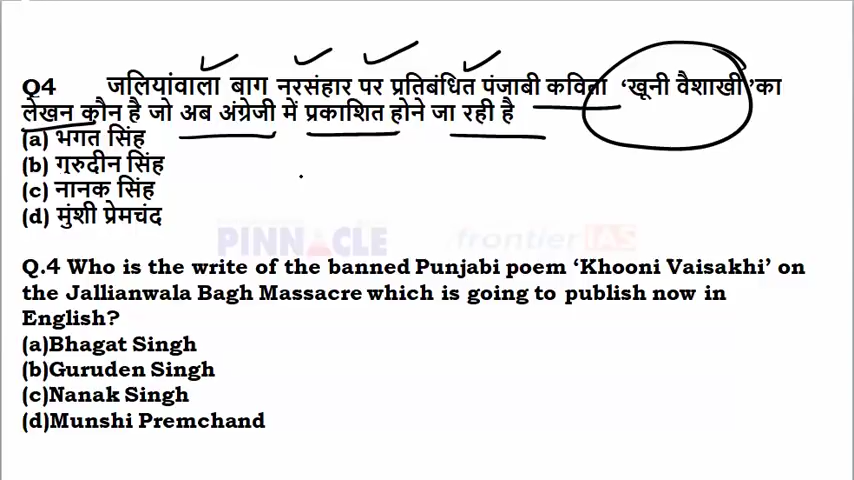 Q4 जलियांवाला बाग नरसंहार पर प्रतिबंधित पंजाबी कविता ‘खूनी वैशाखी ’का
लेखन कौन है जो अब अंग्रेजी में प्रकाशित होने जा रही है
(a) भगत सिंह
(b) गुरुदीन सिंह
(c) नानक सिंह
(d) मुंशी प्रेमचंद
PINNACLE frontier IAS
Q.4 Who is the write of the banned Punjabi poem ‘Khooni Vaisakhi’ on
the Jallianwala Bagh Massacre which is going to publish now in
English?
(a)Bhagat Singh
(b)Guruden Singh
(c)Nanak Singh
(d)Munshi Premchand